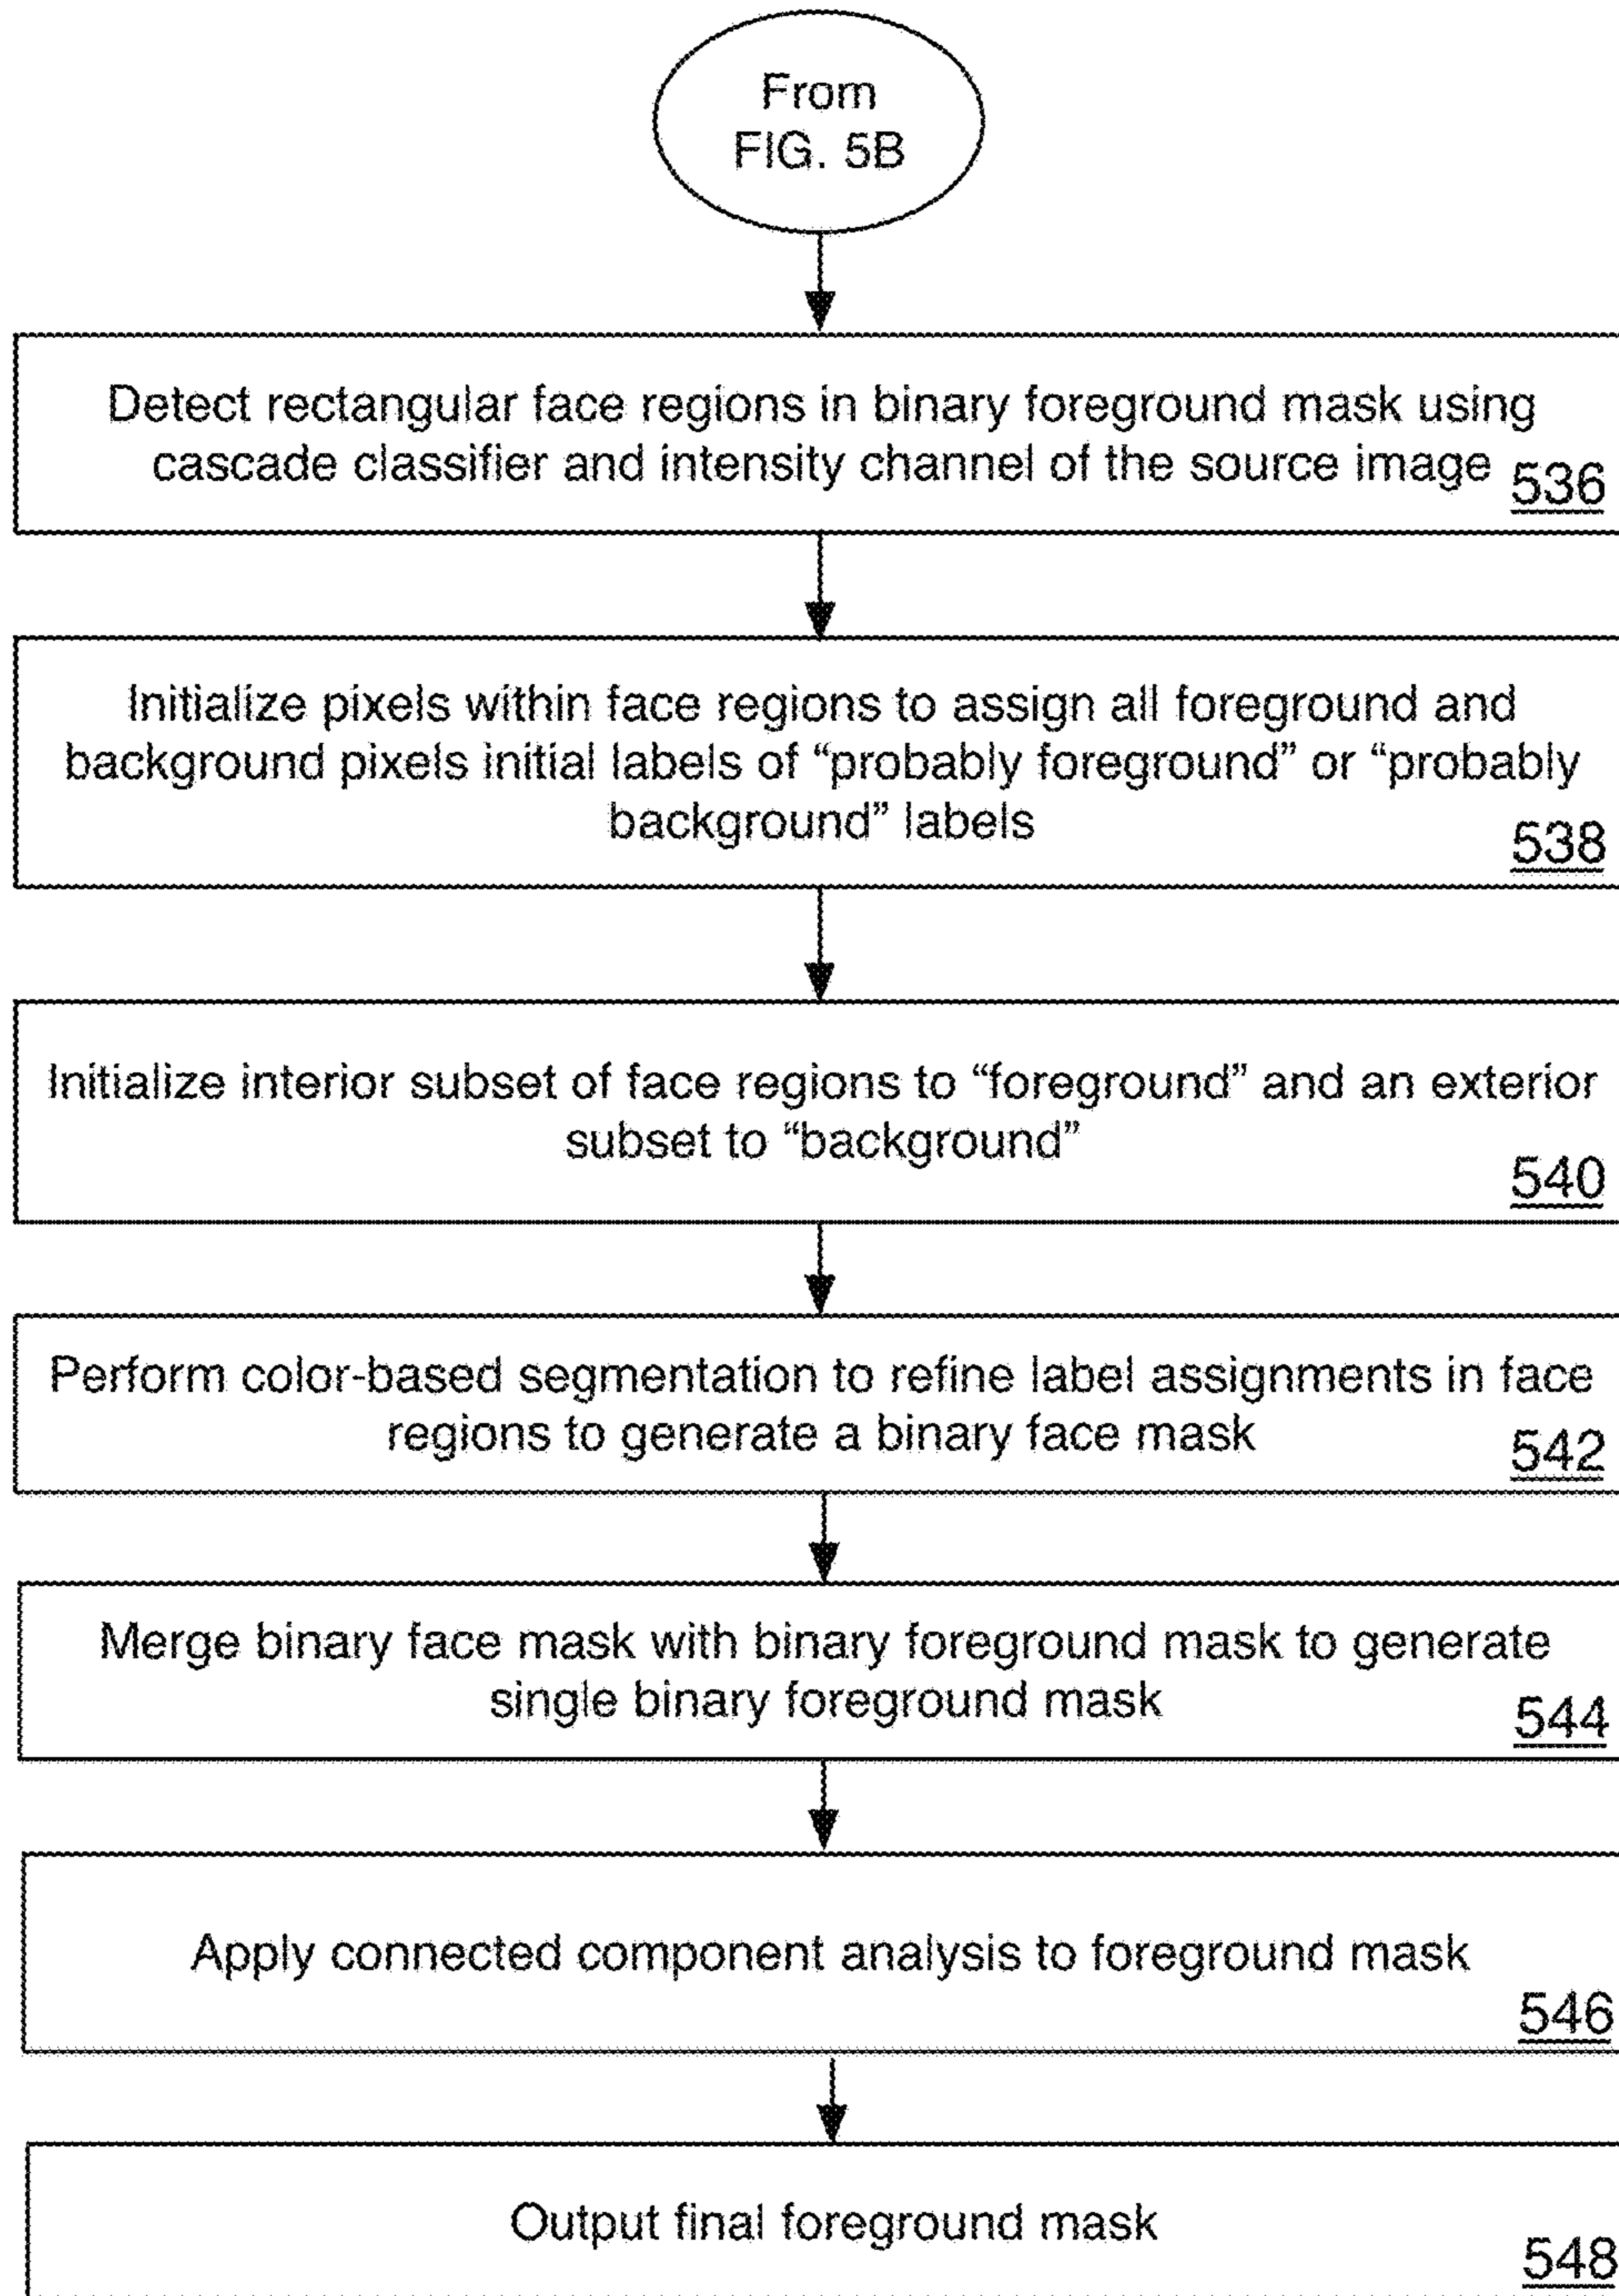 From
FIG. 5B
Detect rectangular face regions in binary foreground mask using
cascade classifier and intensity channel of the source image
536
Initialize pixels within face regions to assign all foreground and
background pixels initial labels of “probably foreground” or “probably
background” labels
538
Initialize interior subset of face regions to “foreground” and an exterior
subset to “background”
540
Perform color-based segmentation to refine label assignments in face
regions to generate a binary face mask
542
Merge binary face mask with binary foreground mask to generate
single binary foreground mask
544
Apply connected component analysis to foreground mask
546
Output final foreground mask
548